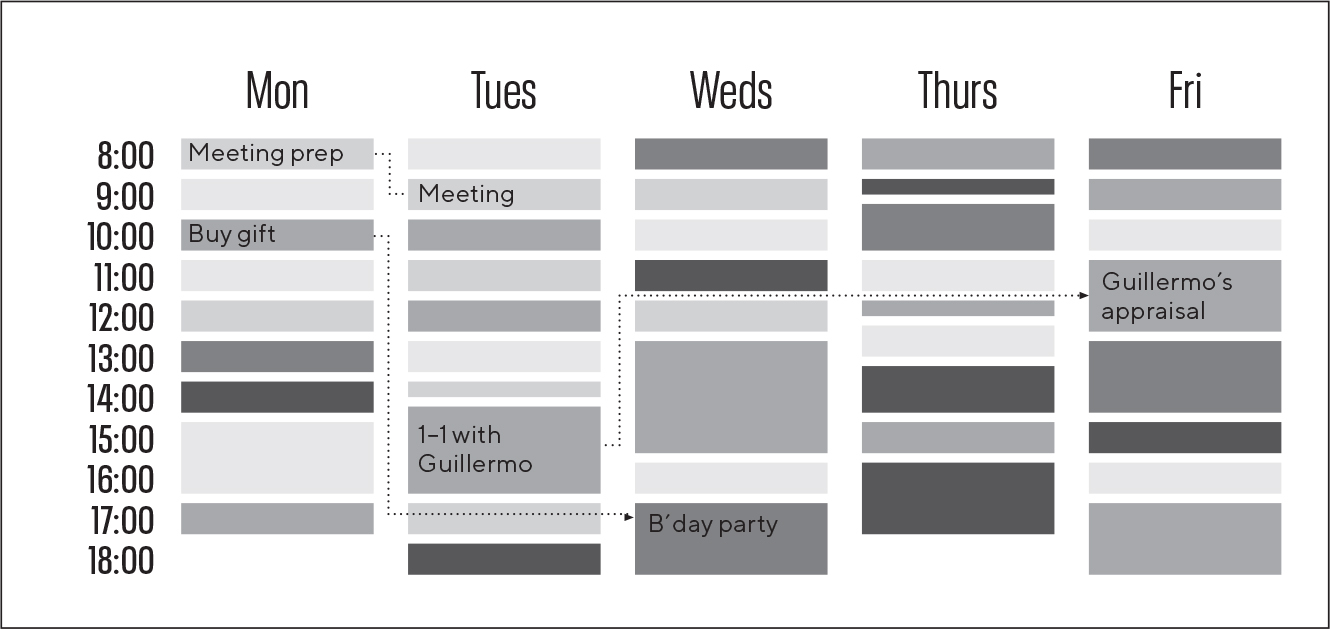 Mon Tues Weds Thurs Fri
8:00 Meeting prep
9:00 Meeting
10:00 Buy gift
11:00
Guillermo´s
appraisal
12:00
13:00
14:00
15:00
1–1 with
Guillermo
16:00
17:00 B´day party
18:00